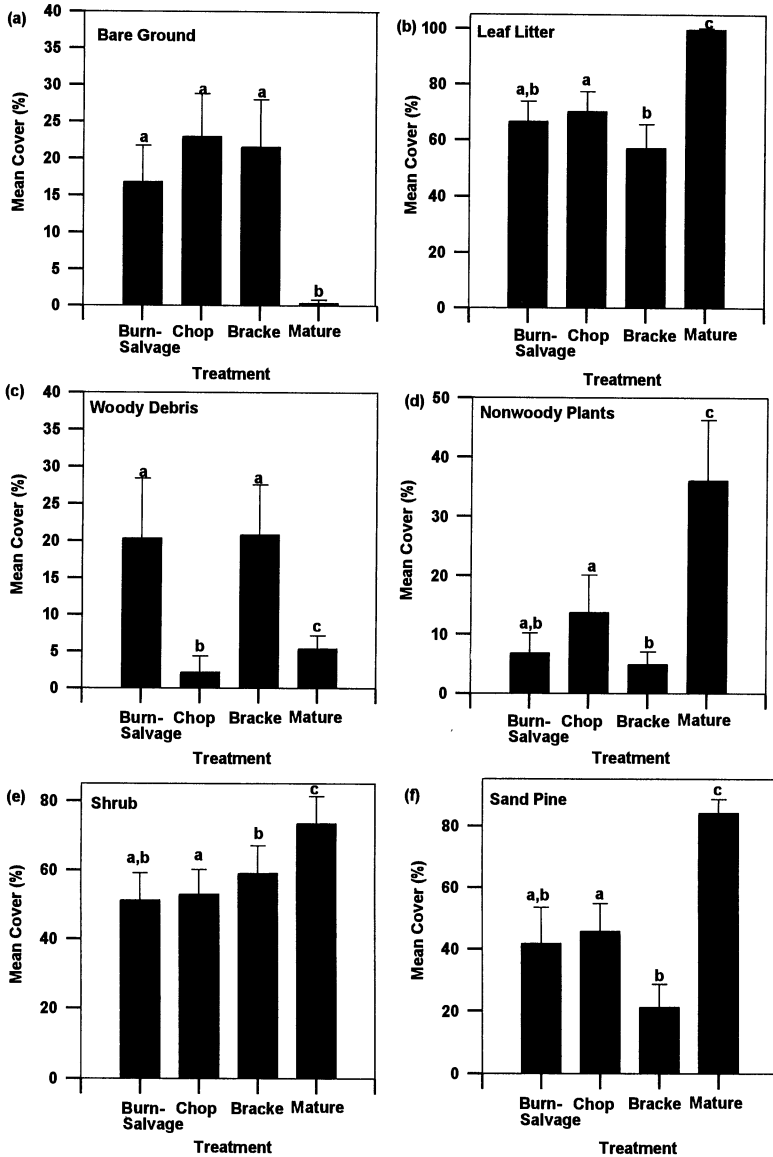 (a)
Bare Ground
Mean Cover (%)
40
35
30
25
20
15
10
5
0
a
a
a
b
Burn-
Salvage
Chop
Bracke
Mature
Treatment
(b)
Leaf Litter
Mean Cover (%)
100
80
60
40
20
0
a,b
a
b
c
Burn-
Salvage
Chop
Bracke
Mature
Treatment
(c)
Woody Debris
Mean Cover (%)
40
35
30
25
20
15
10
5
0
a
b
a
c
Burn-
Salvage
Chop
Bracke
Mature
Treatment
(d)
Nonwoody Plants
Mean Cover (%)
50
40
30
20
10
0
a,b
a
b
c
Burn-
Salvage
Chop
Bracke
Mature
Treatment
(e)
Shrub
Mean Cover (%)
80
60
40
20
0
a,b
a
b
c
Burn-
Salvage
Chop
Bracke
Mature
Treatment
(f)
Sand Pine
Mean Cover (%)
80
60
40
20
0
a,b
a
b
c
Burn-
Salvage
Chop
Bracke
Mature
Treatment